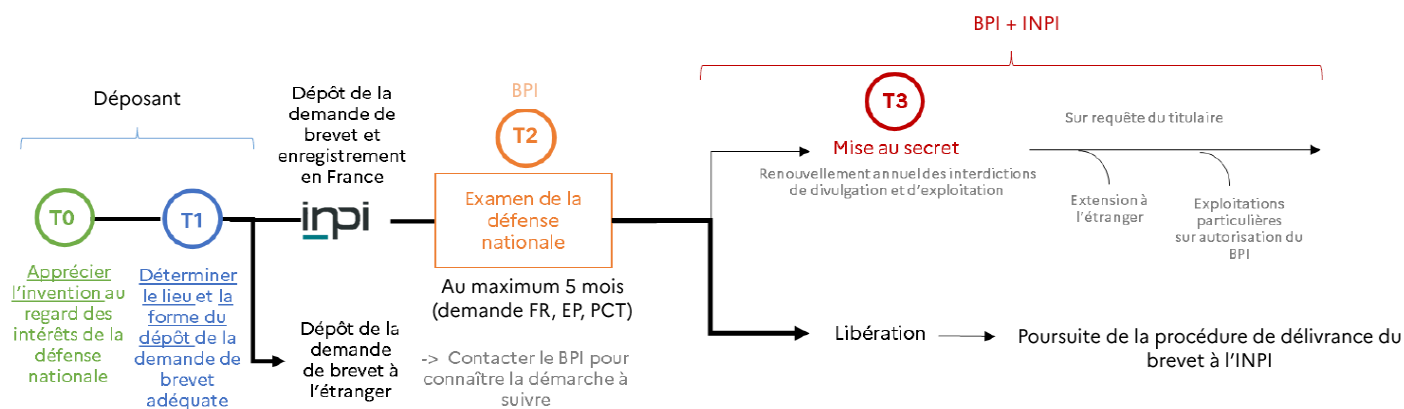 Déposant
T0
Apprécier
l'invention au
regard des
intérêts de la
défense
nationale
T1
Déterminer
le lieu et la
forme du
dépôt de la
demande de
brevet
adéquate
Dépôt de la
demande de
brevet et
enregistrement
en France
inpi
Dépôt de la
demande
de brevet à
l'étranger
BPI
T2
Examen de la
défense
nationale
Au maximum 5 mois
(demande FR, EP, PCT)
-> Contacter le BPI pour
connaître la démarche à
suivre
BPI + INPI
T3
Mise au secret
Renouvellement annuel des interdictions
de divulgation et d'exploitation
Sur requête du titulaire
Extension à
l'étranger
Exploitations
particulières
sur autorisation du
BPI
Libération
Poursuite de la procédure de délivrance du
brevet à l'INPI